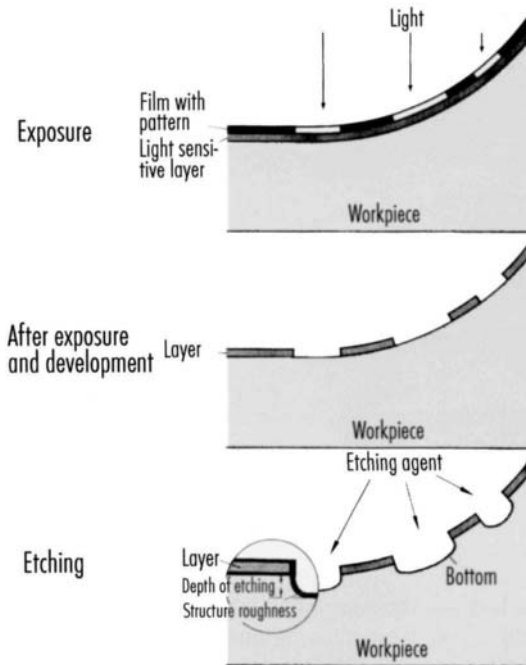 Light
Film with
pattern
Exposure
Light sensi-
tive layer
Workpiece
After exposure
and development
Layer
Workpiece
Etching agent
Etching
Layer
Depth of etching
Bottom
Structure roughness
Workpiece